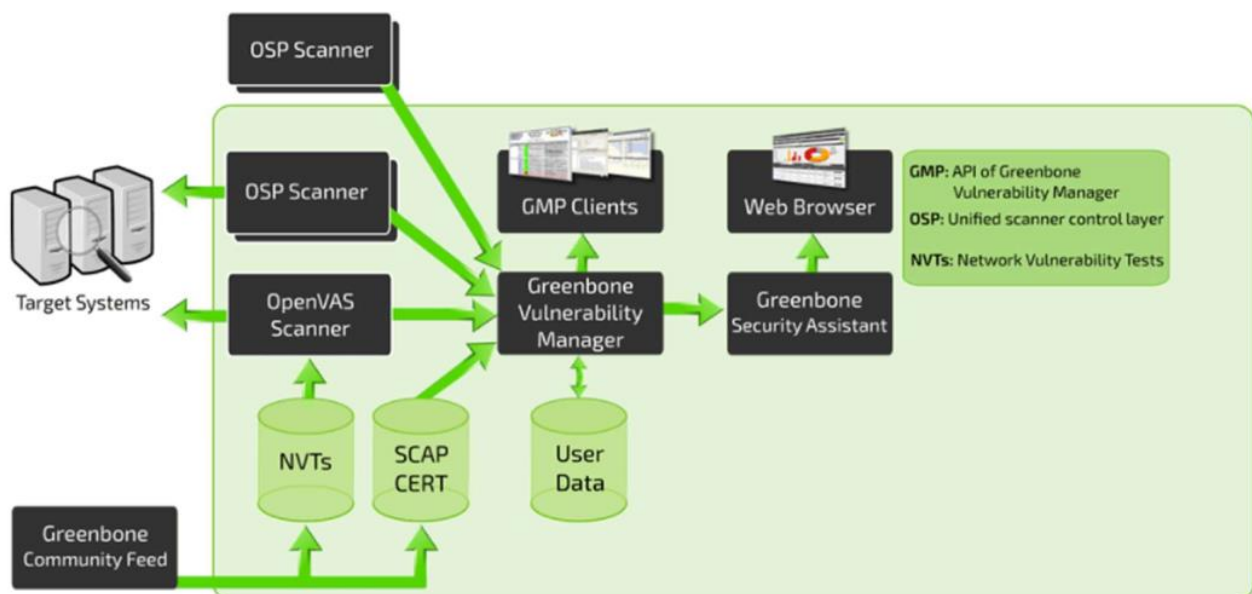 OSP Scanner
OSP Scanner
GMP Clients
Web Browser
GMP: API of Greenbone
Vulnerability Manager
OSP: Unified scanner control layer
NVTs: Network Vulnerability Tests
Target Systems
OpenVAS
Scanner
Greenbone
Vulnerability
Manager
Greenbone
Security Assistant
NVTs
SCAP
CERT
User
Data
Greenbone
Community Feed